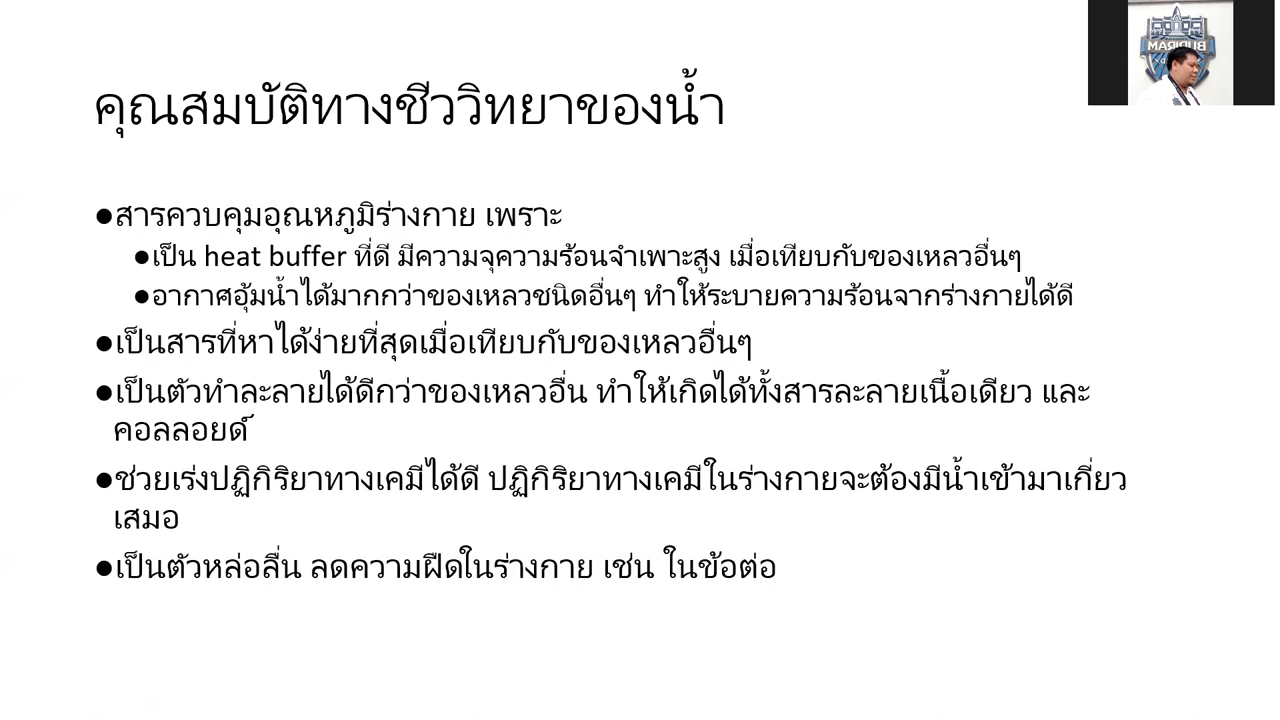 คุณสมบัติทางชีววิทยาของน้ำ
●สารควบคุมอุณหภูมิร่างกาย เพราะ
●เป็น heat buffer ที่ดี มีความจุความร้อนจำเพาะสูง เมื่อเทียบกับของเหลวอื่นๆ
●อากาศอุ้มน้ำได้มากกว่าของเหลวชนิดอื่นๆ ทำให้ระบายความร้อนจากร่างกายได้ดี
●เป็นสารที่หาได้ง่ายที่สุดเมื่อเทียบกับของเหลวอื่นๆ
●เป็นตัวทำละลายได้ดีกว่าของเหลวอื่น ทำให้เกิดได้ทั้งสารละลายเนื้อเดียว และ
คอลลอยด์
●ช่วยเร่งปฏิกิริยาทางเคมีได้ดี ปฏิกิริยาทางเคมีในร่างกายจะต้องมีน้ำเข้ามาเกี่ยว
เสมอ
●เป็นตัวหล่อลื่น ลดความฝืดในร่างกาย เช่น ในข้อต่อ
BURIRAM